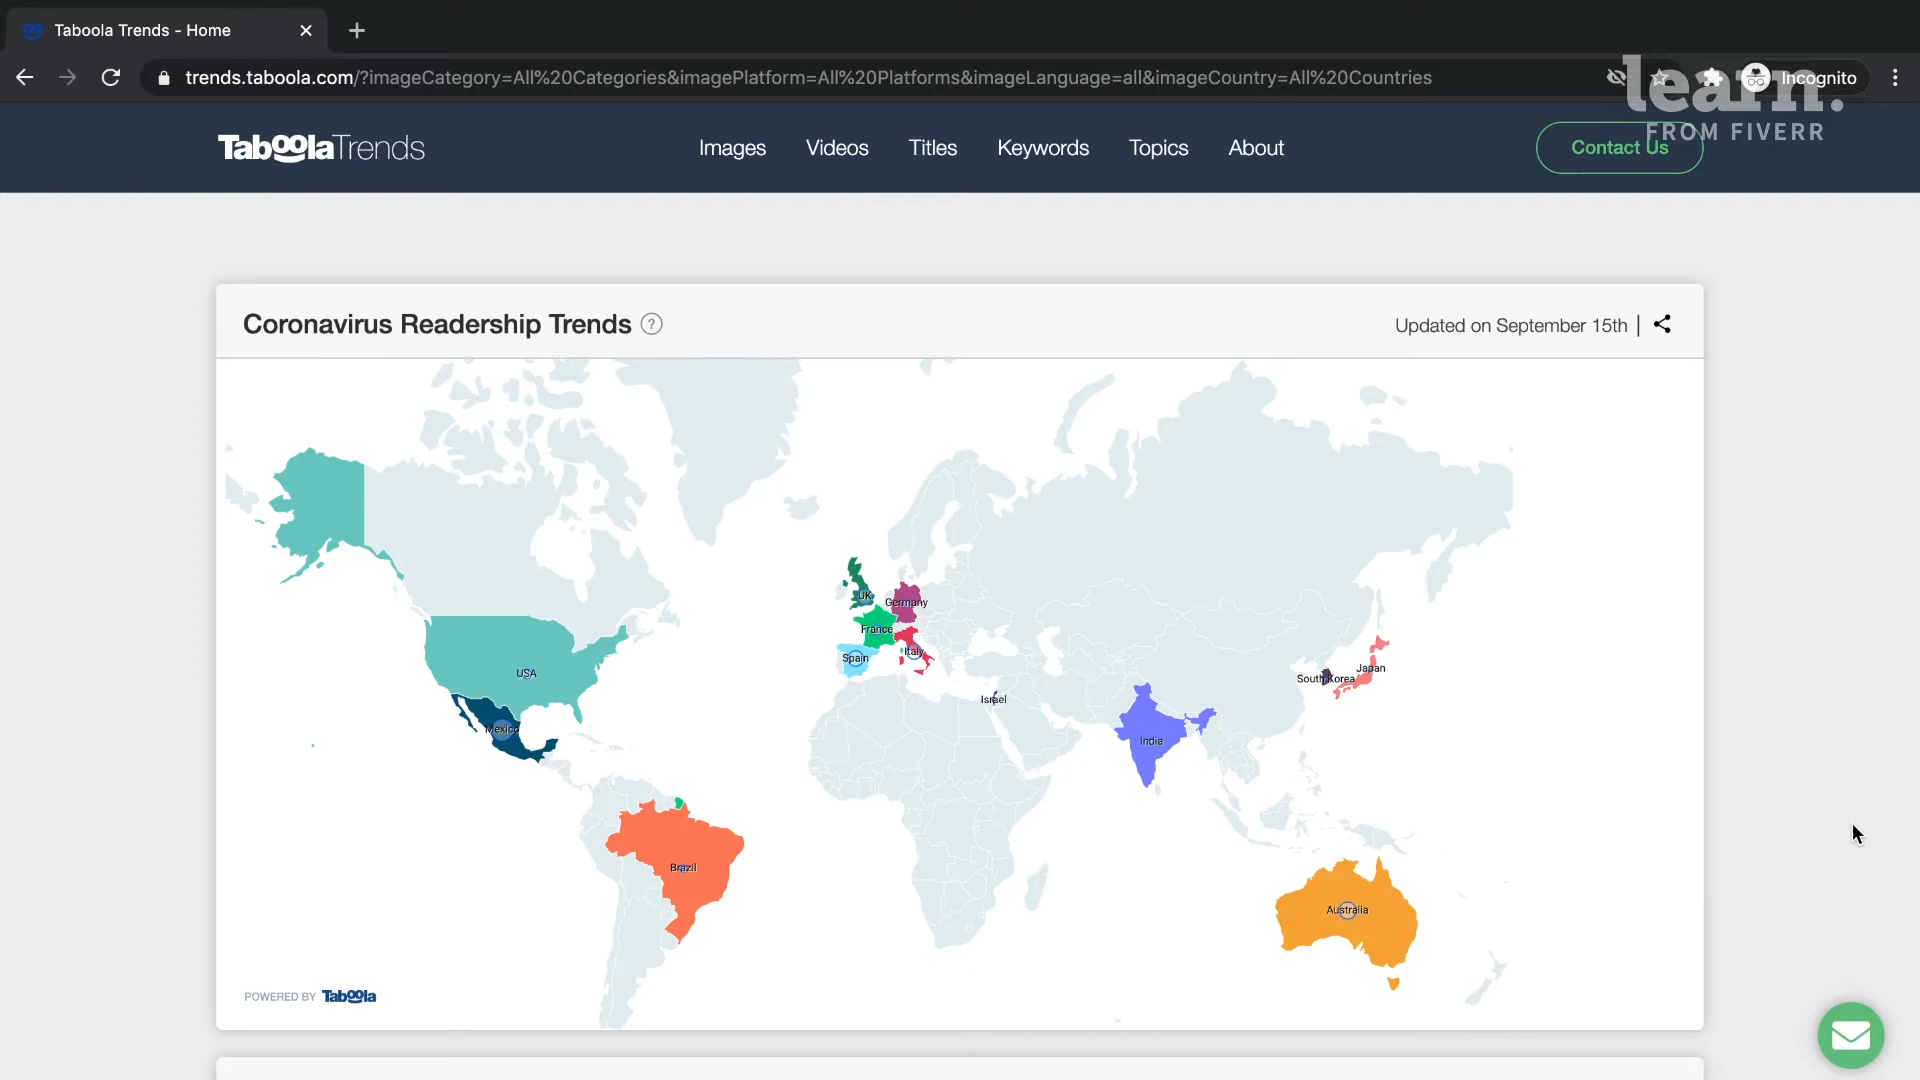 Taboola Trends - Home
trends.taboola.com/?imageCategory=All%20Categories&imagePlatform=All%20Platforms&imageLanguage=all&imageCountry=All%20Countries
Incognito
learn.
FROM FIVERR
TaboolaTrends
Images
Videos
Titles
Keywords
Topics
About
Contact Us
Coronavirus Readership Trends ?
Updated on September 15th |
UK
Germany
France
Italy
Spain
USA
Mexico
Israel
South Korea
Japan
India
Brazil
Australia
POWERED BY Taboola